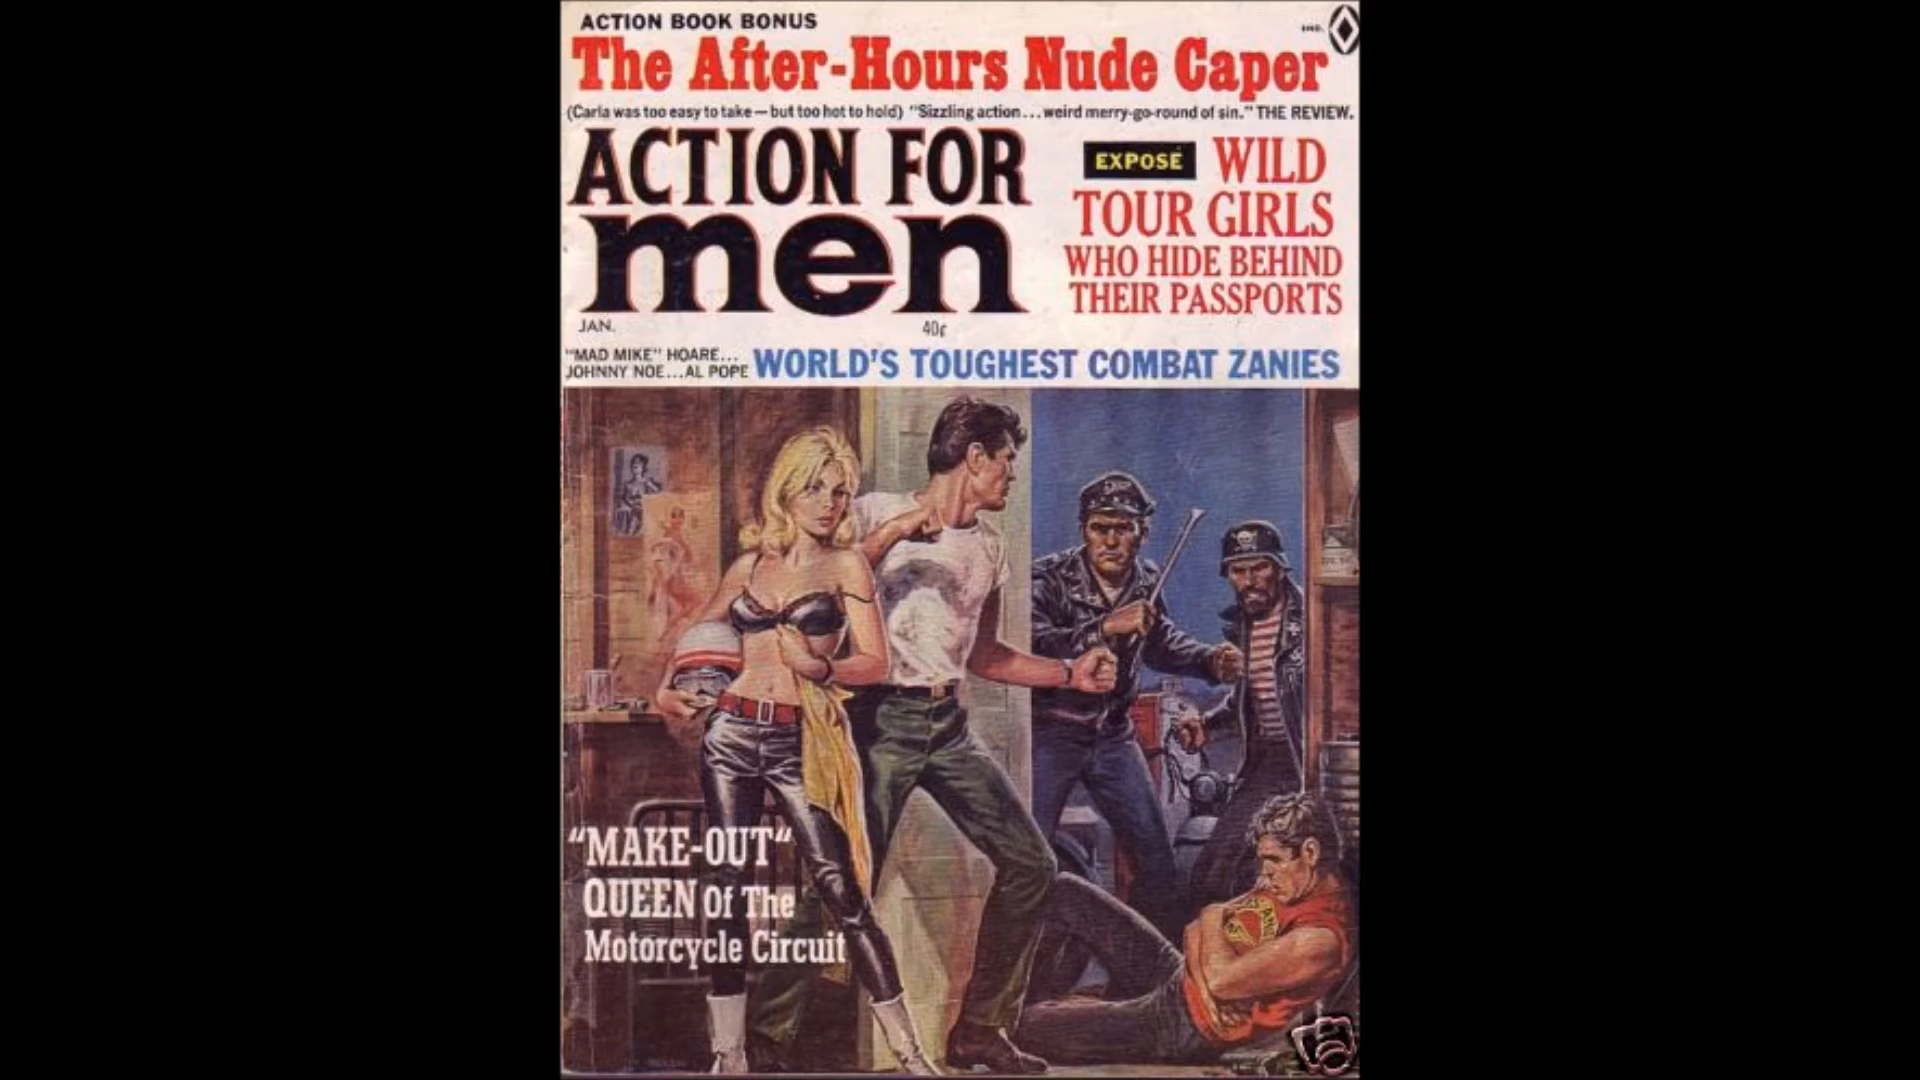 ACTION BOOK BONUS
The After-Hours Nude Caper
IND.
(Carla was too easy to take—but too hot to hold) "Sizzling action...weird merry-go-round of sin." THE REVIEW.
ACTION FOR
men
EXPOSÉ WILD
TOUR GIRLS
WHO HIDE BEHIND
THEIR PASSPORTS
JAN.
40¢
"MAD MIKE" HOARE...
JOHNNY NOE...AL POPE
WORLD'S TOUGHEST COMBAT ZANIES
"MAKE-OUT"
QUEEN Of The
Motorcycle Circuit